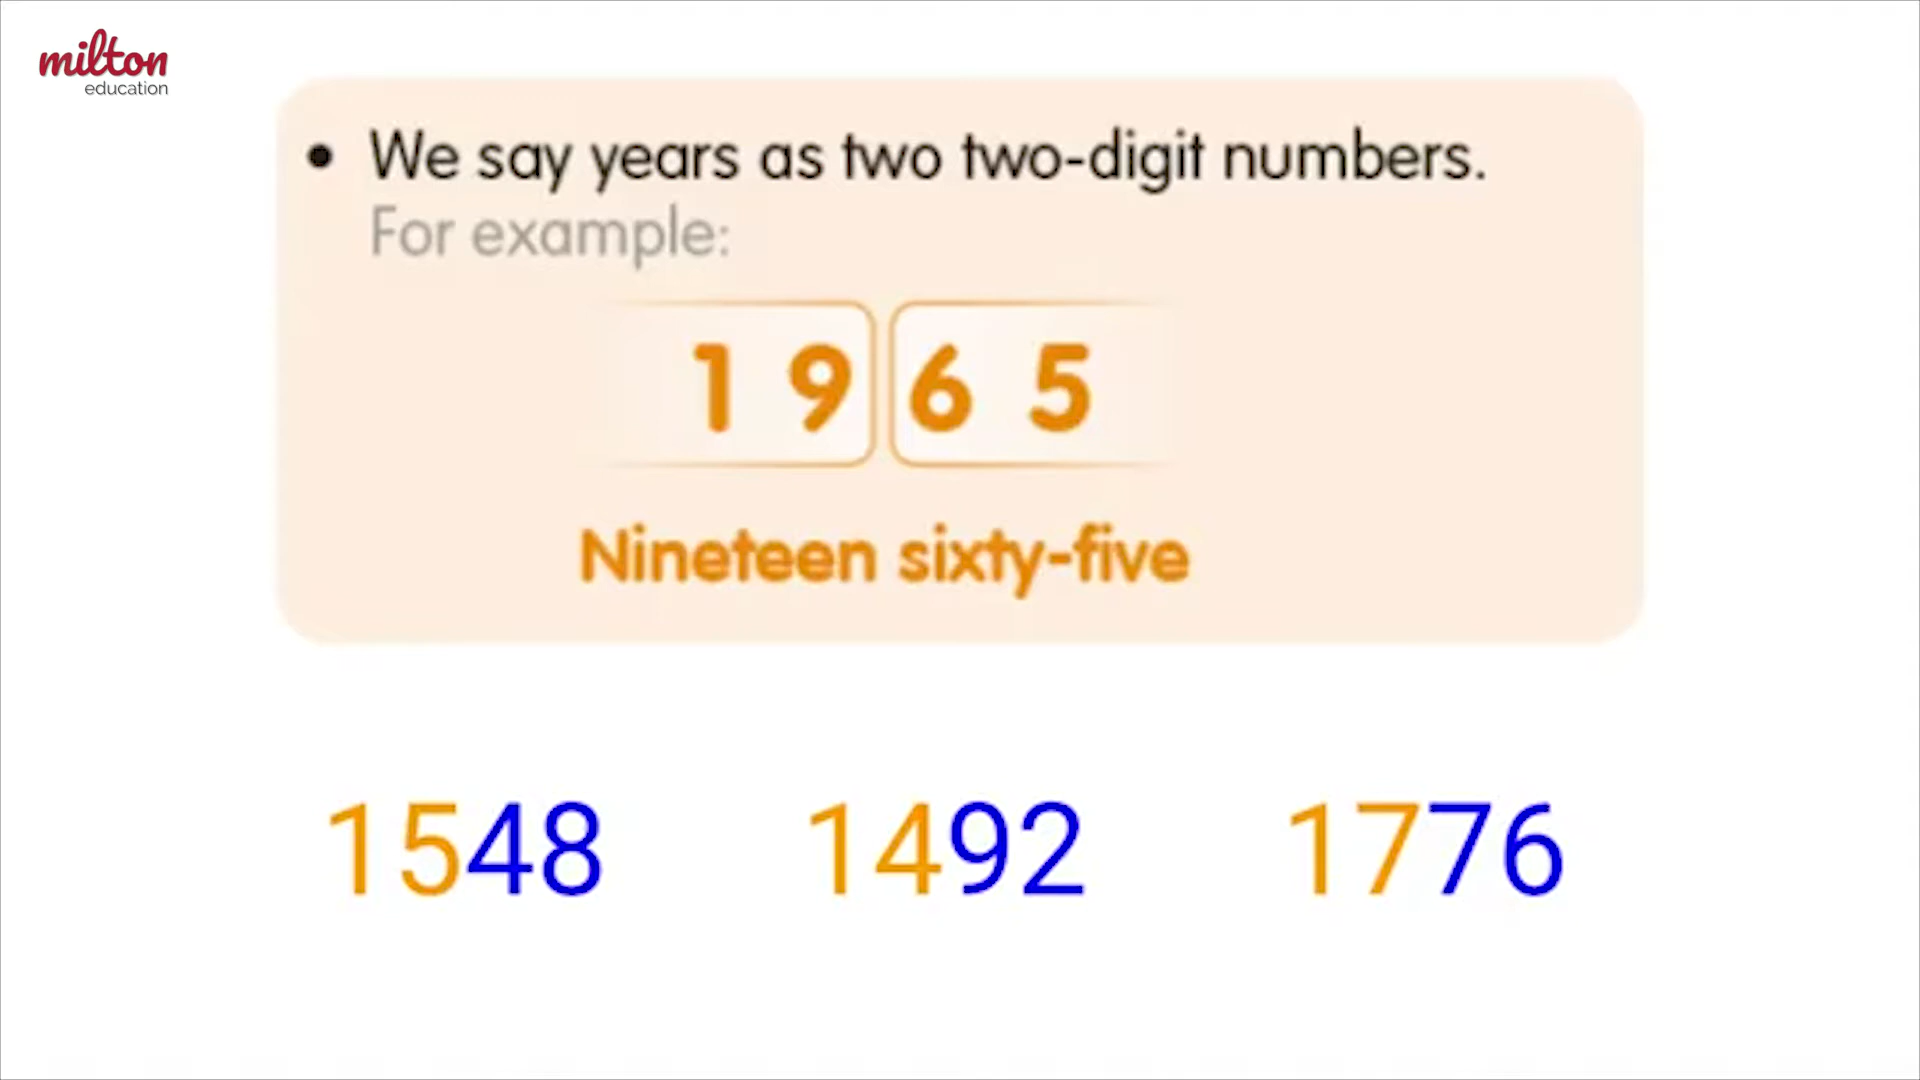 milton
education
• We say years as two two-digit numbers.
For example:
1 9 6 5
Nineteen sixty-five
1548 1492 1776